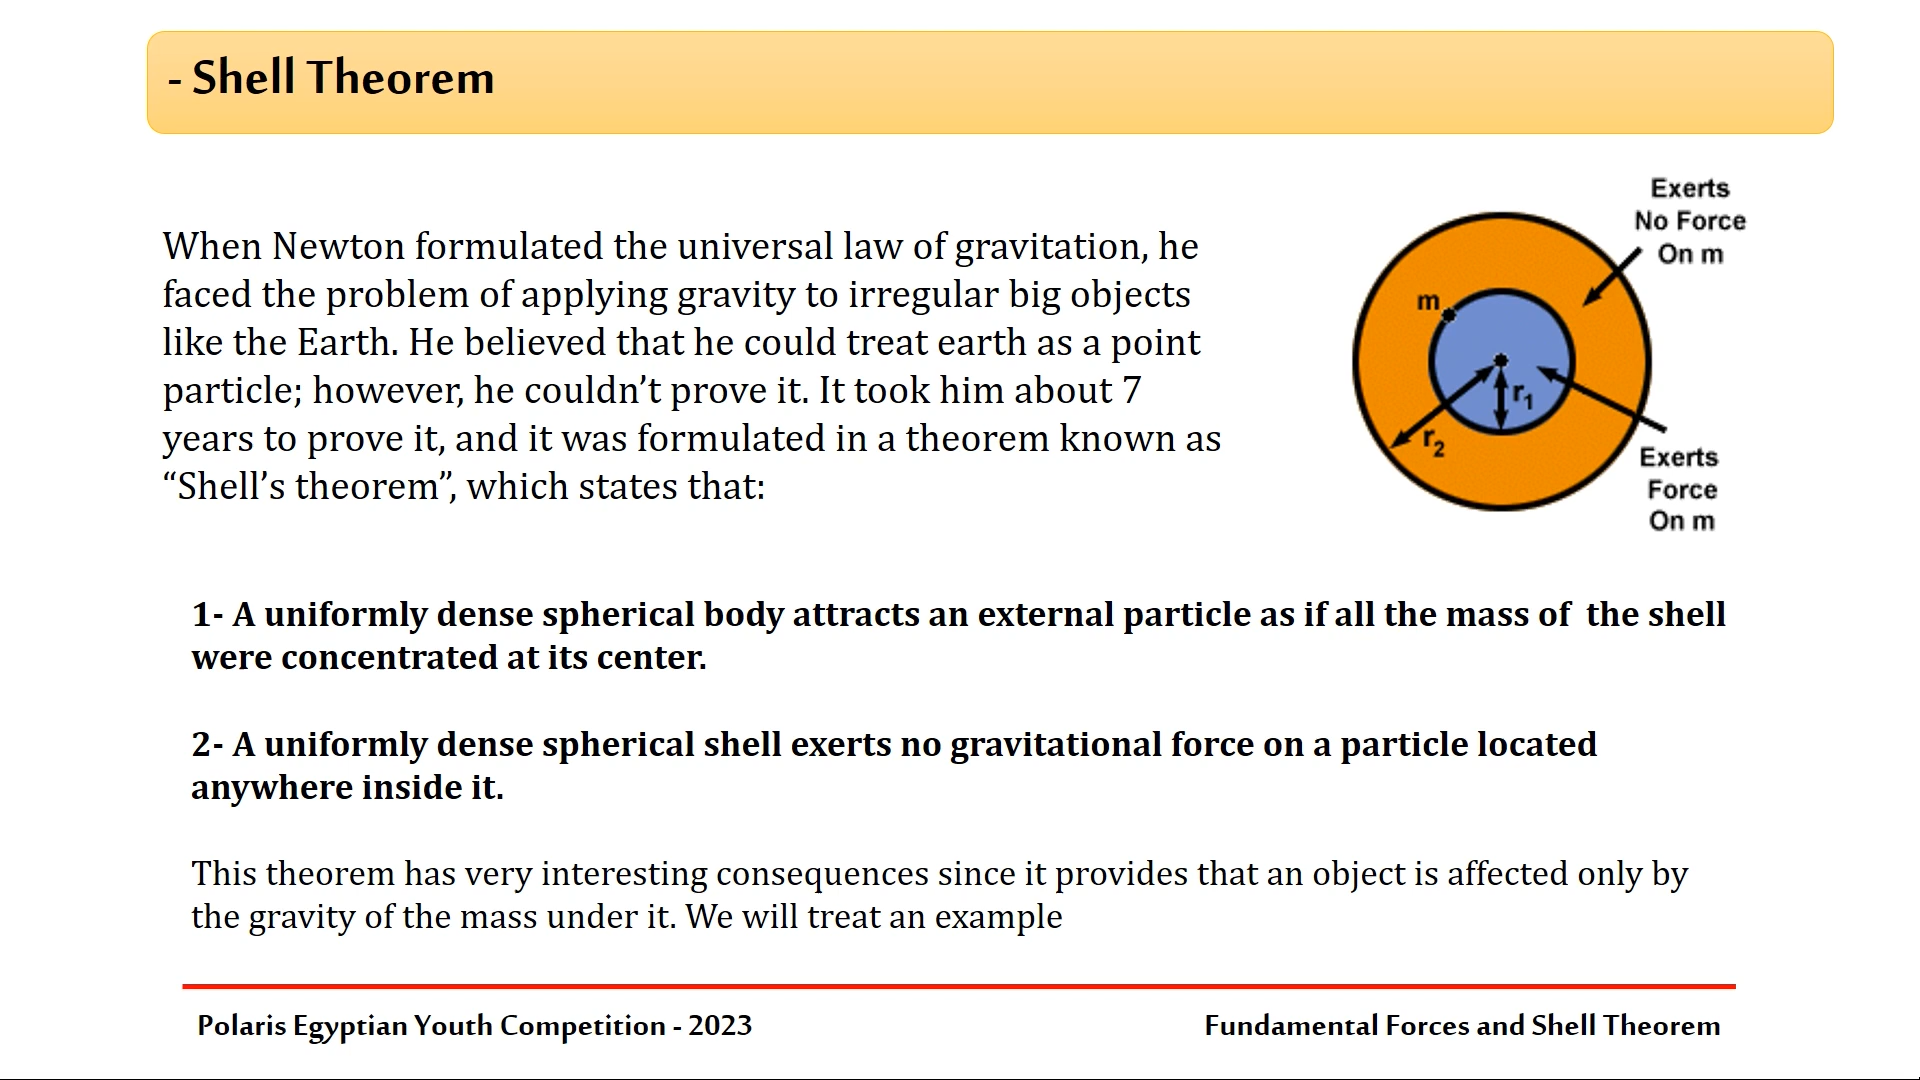 - Shell Theorem
When Newton formulated the universal law of gravitation, he
faced the problem of applying gravity to irregular big objects
like the Earth. He believed that he could treat earth as a point
particle; however, he couldn’t prove it. It took him about 7
years to prove it, and it was formulated in a theorem known as
“Shell’s theorem”, which states that:
Exerts
No Force
On m
m
r1
r2
Exerts
Force
On m
1- A uniformly dense spherical body attracts an external particle as if all the mass of the shell
were concentrated at its center.
2- A uniformly dense spherical shell exerts no gravitational force on a particle located
anywhere inside it.
This theorem has very interesting consequences since it provides that an object is affected only by
the gravity of the mass under it. We will treat an example
Polaris Egyptian Youth Competition - 2023
Fundamental Forces and Shell Theorem